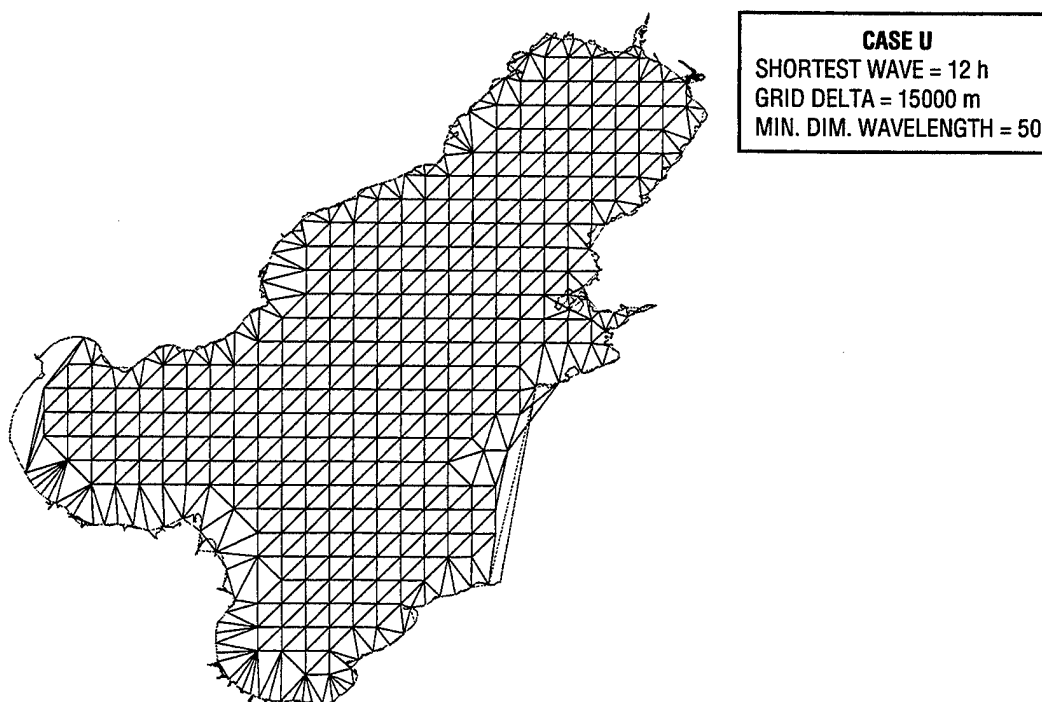 CASE U
SHORTEST WAVE = 12 h
GRID DELTA = 15000 m
MIN. DIM. WAVELENGTH = 50